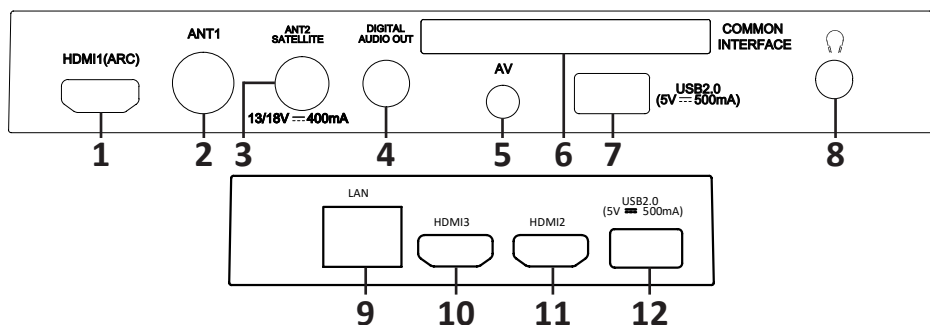 HDMI1(ARC)
ANT1
ANT2
SATELLITE
13/18V ⎓ 400mA
DIGITAL
AUDIO OUT
AV
COMMON
INTERFACE
USB2.0
(5V ⎓ 500mA)
1
2
3
4
5
6
7
8
LAN
HDMI3
HDMI2
USB2.0
(5V ⎓ 500mA)
9
10
11
12